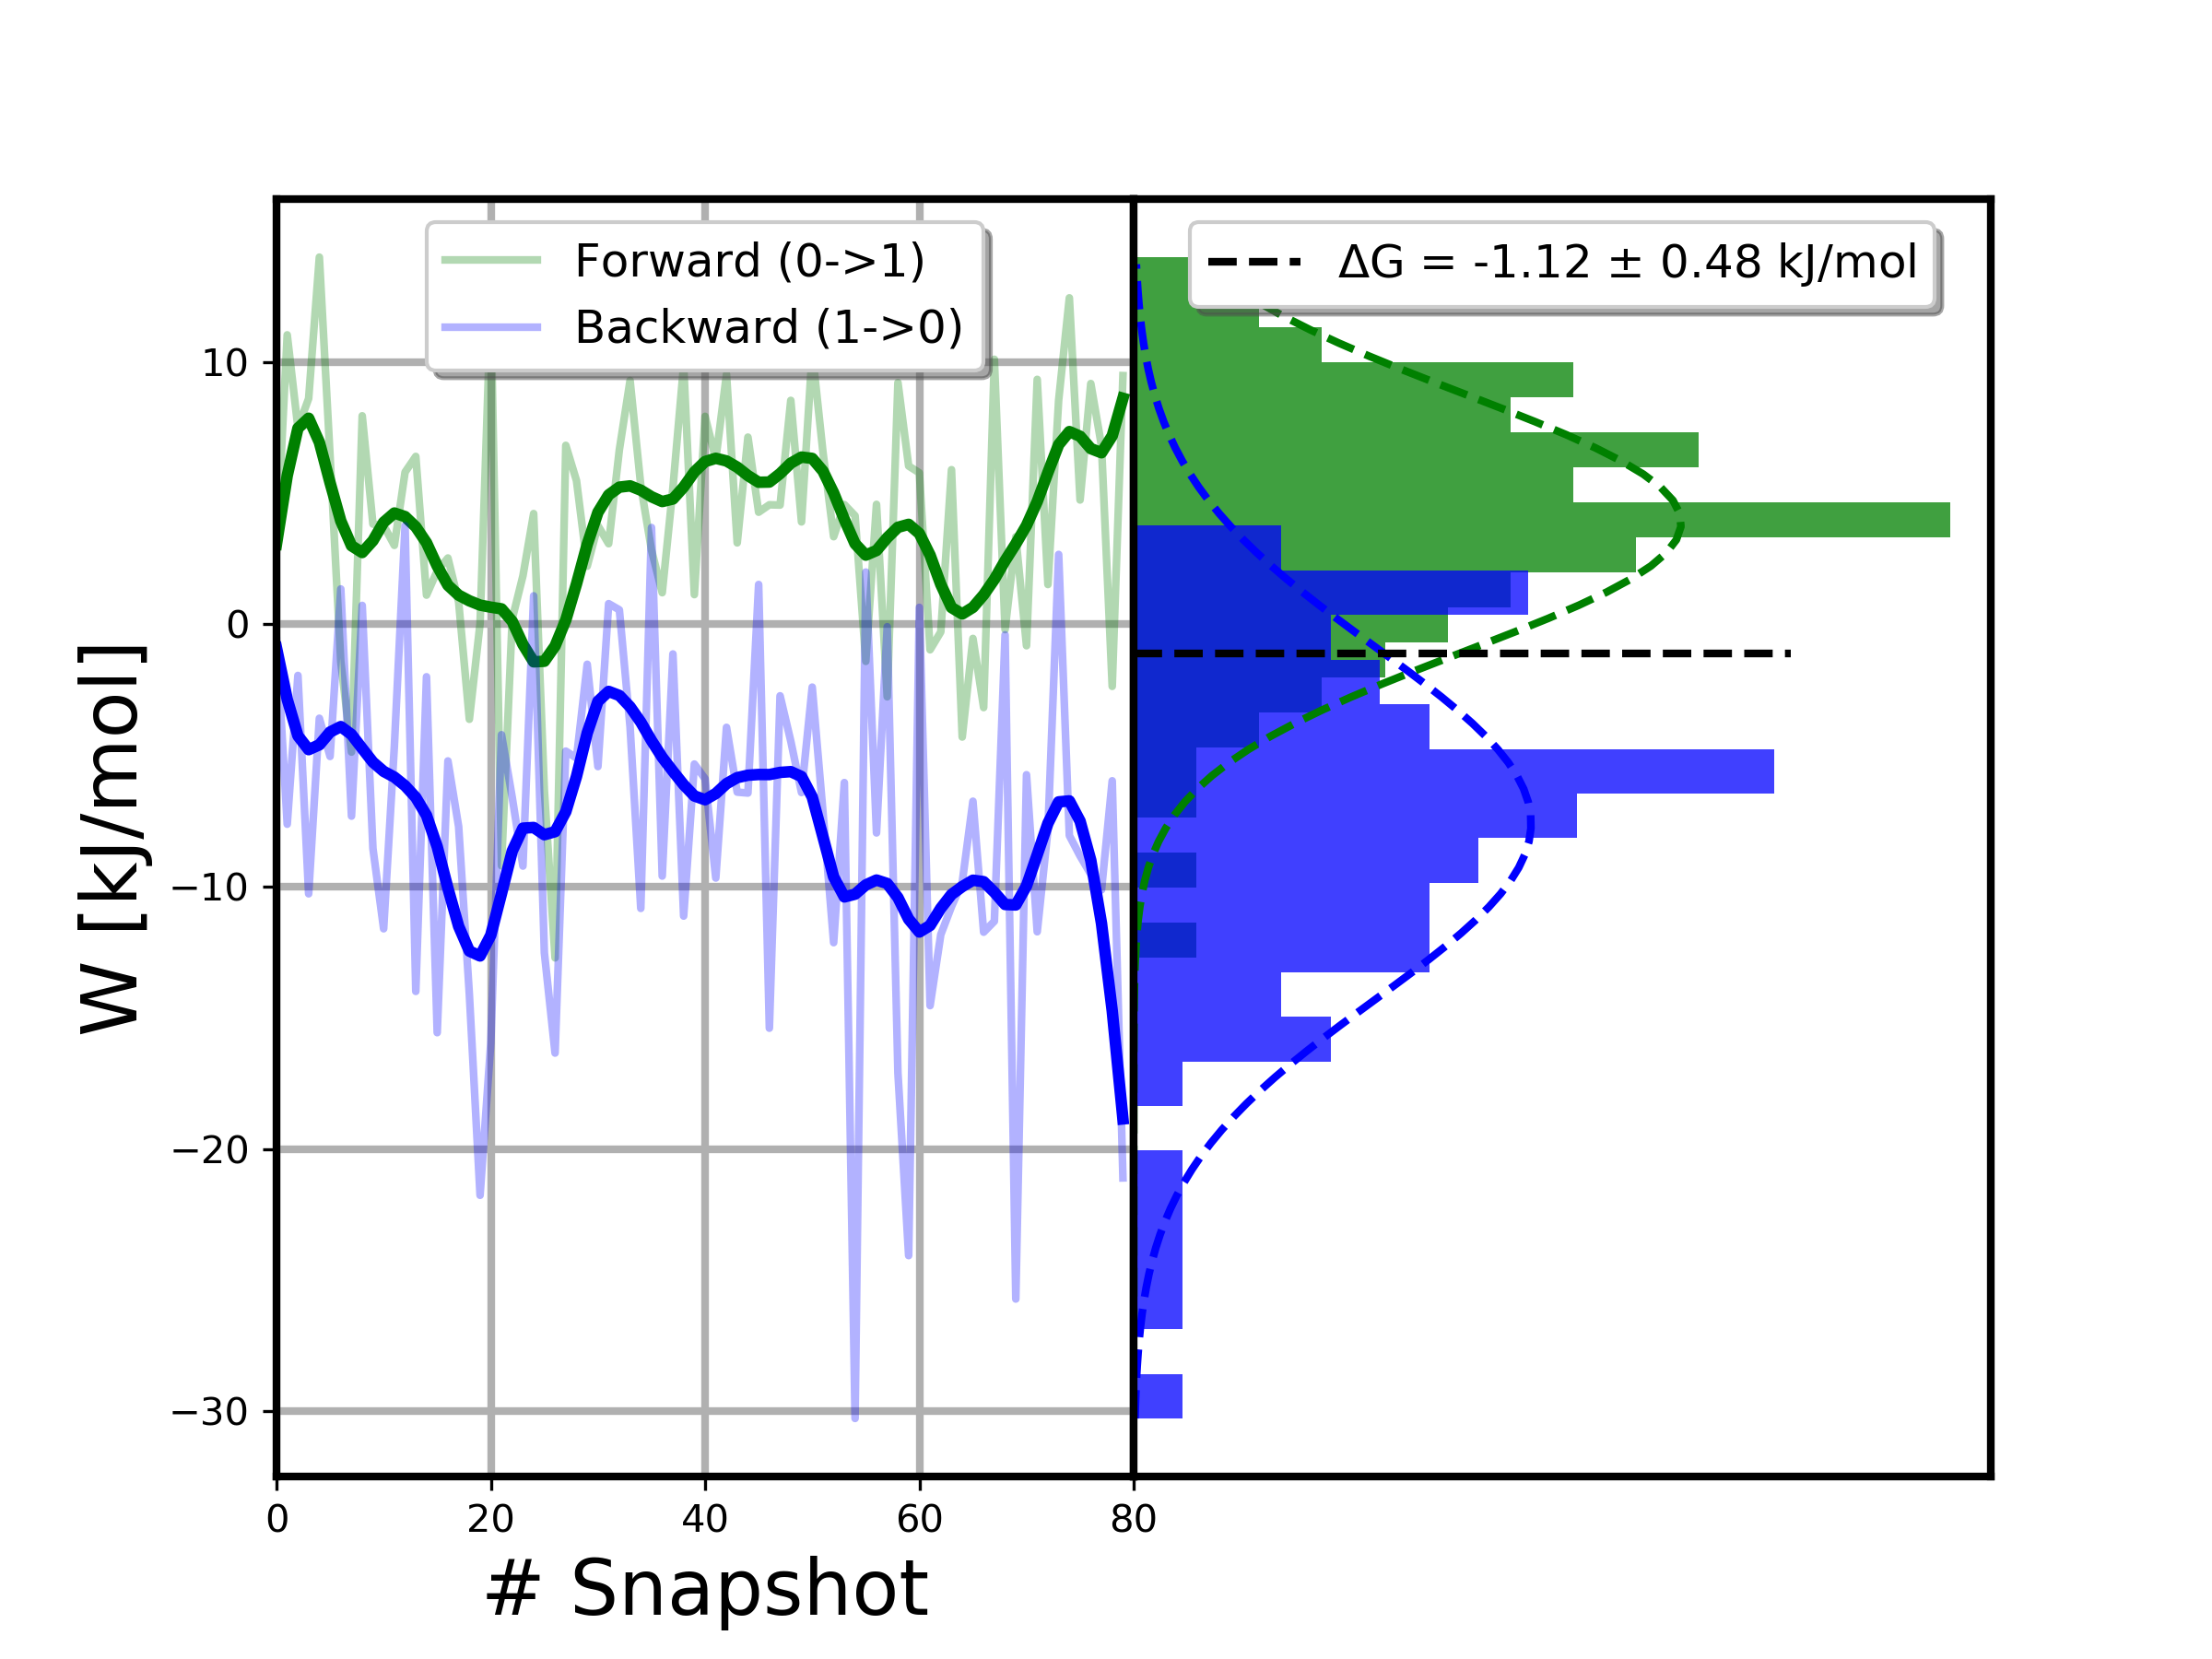 Forward (0->1)
Backward (1->0)
ΔG = -1.12 ± 0.48 kJ/mol
W [kJ/mol]
10
0
−10
−20
−30
0 20 40 60 80
# Snapshot